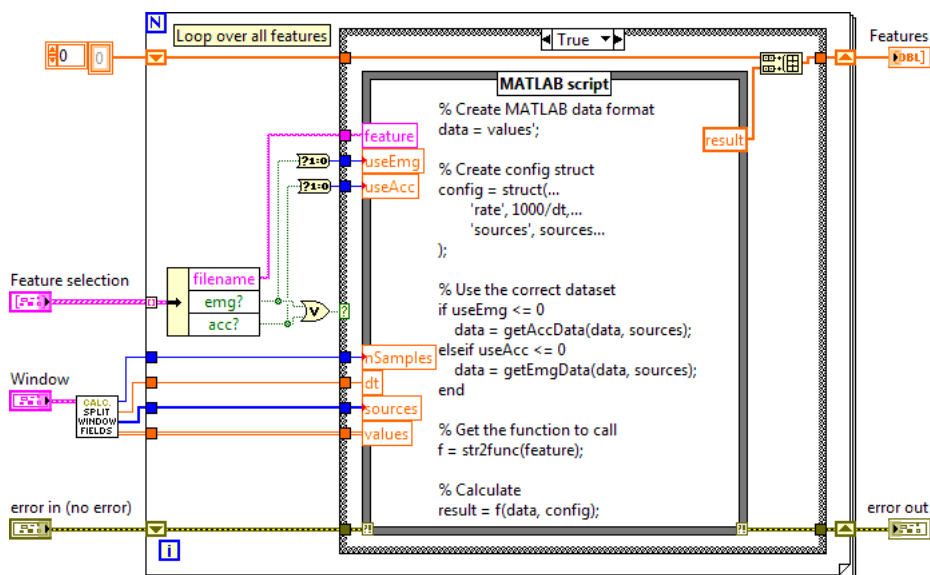 N
Loop over all features
True
Features
0
0
DBL]
MATLAB script
% Create MATLAB data format
data = values';
feature
result
?1:0
useEmg
?1:0
useAcc
% Create config struct
config = struct(...
'rate', 1000/dt,...
'sources', sources...
);
Feature selection
filename
emg?
acc?
V
?
% Use the correct dataset
if useEmg <= 0
data = getAccData(data, sources);
elseif useAcc <= 0
data = getEmgData(data, sources);
end
nSamples
Window
dt
CALC.
SPLIT
WINDOW
FIELDS
sources
values
% Get the function to call
f = str2func(feature);
% Calculate
result = f(data, config);
error in (no error)
error out
?!
?!
i